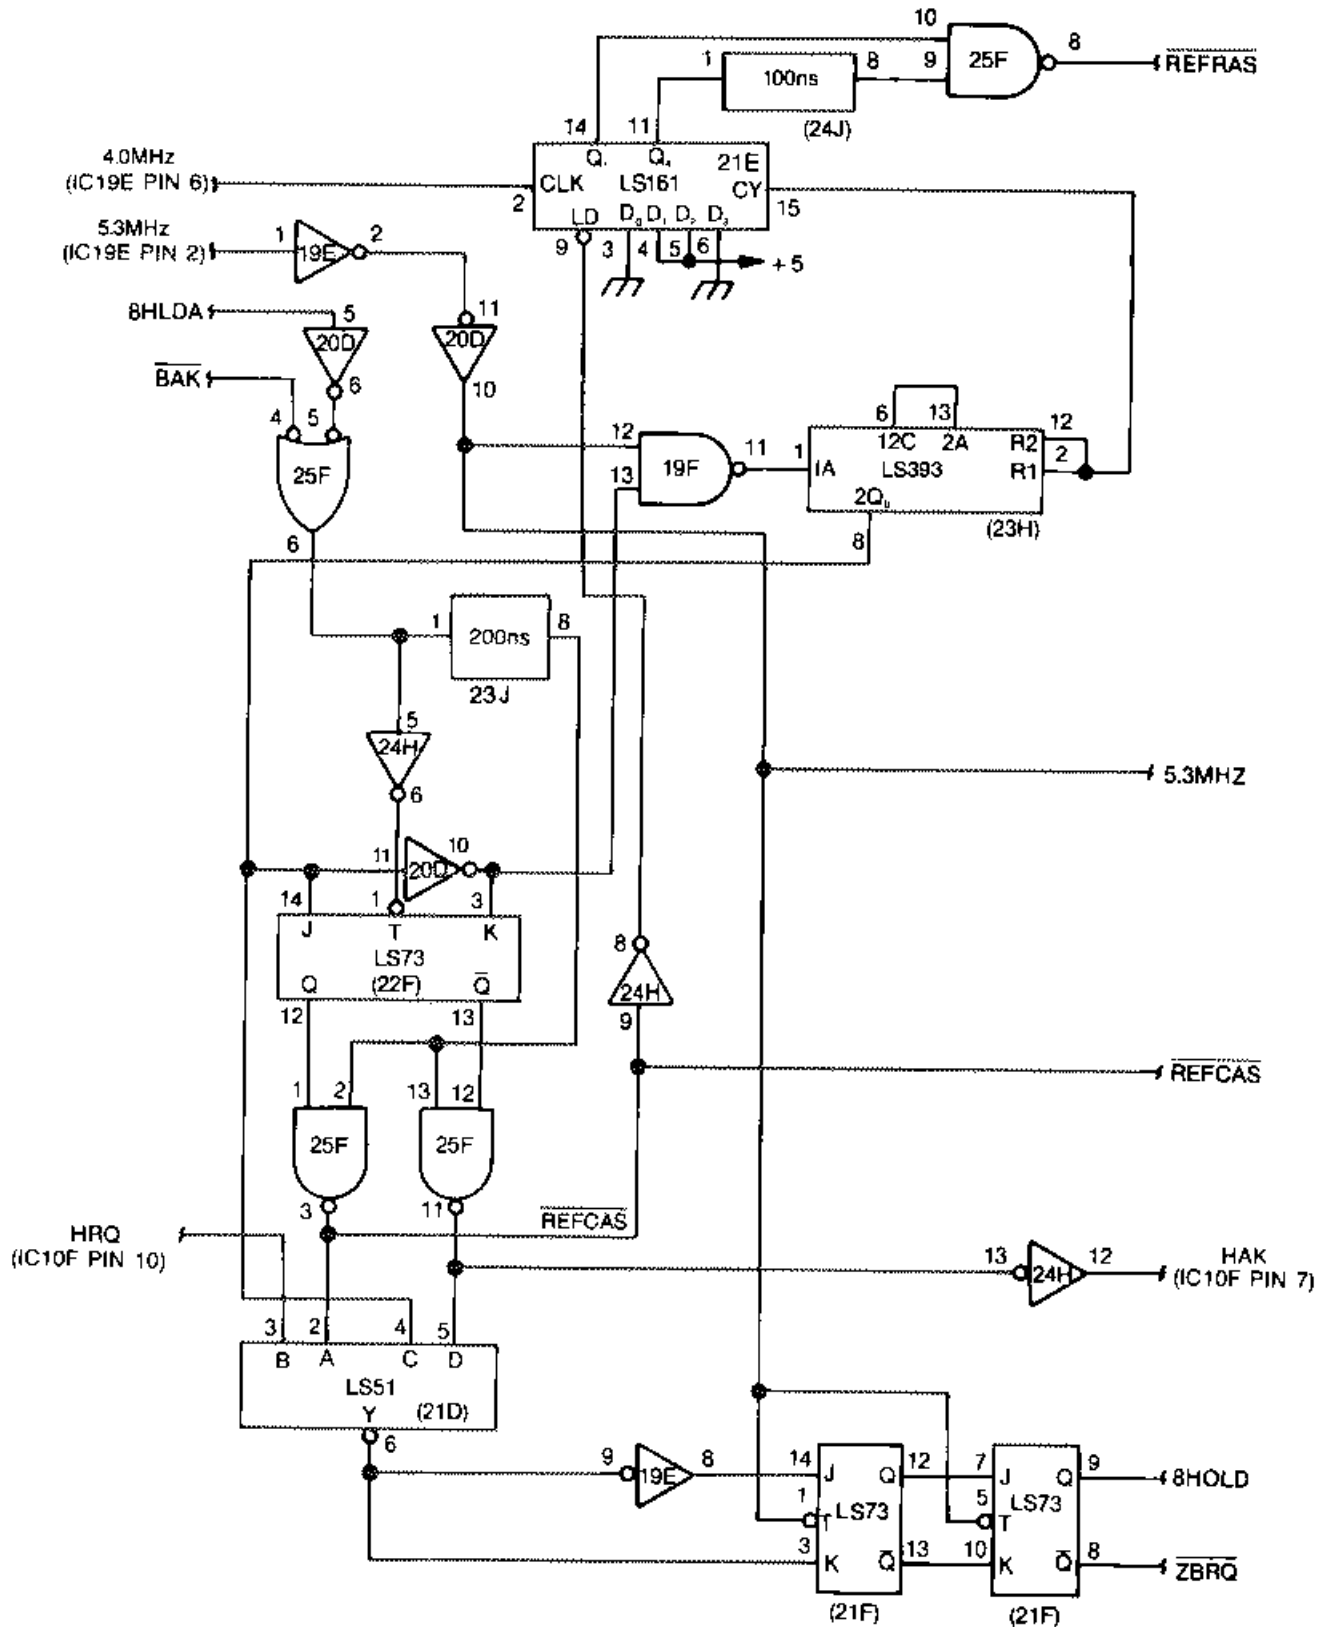 10
8
REFRAS
9
25F
1
100ns
8
(24J)
14
11
4.0MHz
(IC19E PIN 6)
2
CLK
Q
Q
21E
LS161
CY
15
LD
D0
D1
D2
D3
9
3
4
5
6
+5
5.3MHz
(IC19E PIN 2)
1
19E
2
8HLDA
5
20D
6
11
20D
10
BAK
4
5
25F
6
12
13
19F
11
1
6
13
12C
2A
R2
12
IA
LS393
R1
2
2Q
8
(23H)
1
200ns
8
23J
5
24H
6
5.3MHZ
11
20D
10
14
1
3
J
T
K
LS73
(22F)
Q
Q
12
13
8
24H
9
REFCAS
1
2
13
12
25F
25F
3
11
REFCAS
HRQ
(IC10F PIN 10)
13
24H
12
HAK
(IC10F PIN 7)
3
2
4
5
B
A
C
D
LS51
Y
(21D)
6
9
19E
8
14
J
Q
12
7
J
Q
9
8HOLD
1
T
LS73
5
T
LS73
3
K
Q
13
10
K
Q
8
ZBRQ
(21F)
(21F)